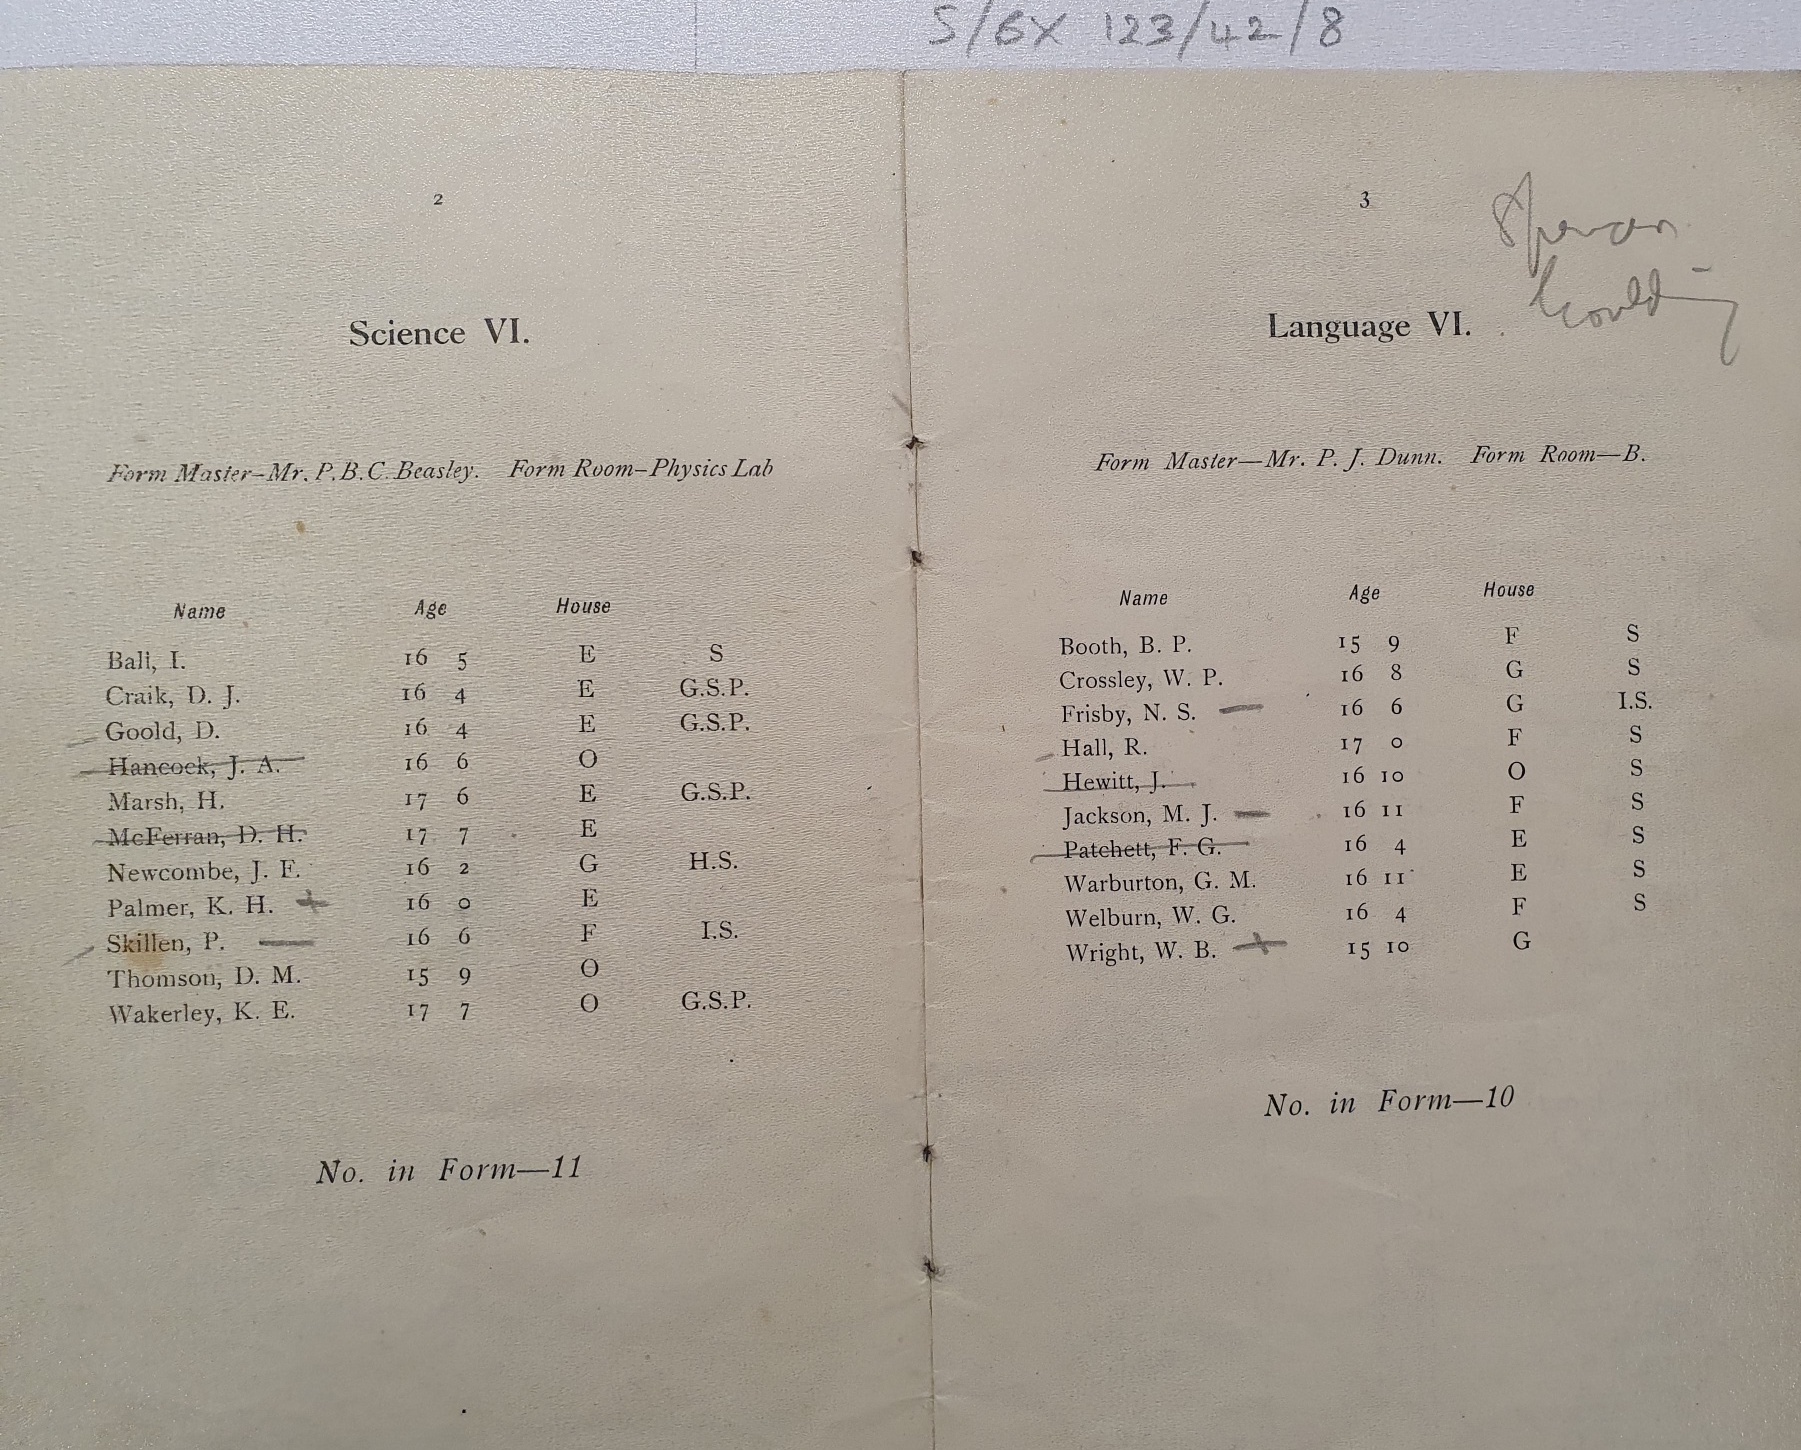 S/GX 123/42/8
2
Science VI.
Form Master—Mr. P.B.C. Beasley. Form Room—Physics Lab
Name Age House
Bali, I. 16 5 E S
Craik, D. J. 16 4 E G.S.P.
Goold, D. 16 4 E G.S.P.
Hancock, J. A. 16 6 O
Marsh, H. 17 6 E G.S.P.
McFerran, D. H. 17 7 E
Newcombe, J. F. 16 2 G H.S.
Palmer, K. H. 16 0 E
Skillen, P. 16 6 F I.S.
Thomson, D. M. 15 9 O
Wakerley, K. E. 17 7 O G.S.P.
No. in Form—11
3
Language VI.
Form Master—Mr. P. J. Dunn. Form Room—B.
Name Age House
Booth, B. P. 15 9 F S
Crossley, W. P. 16 8 G S
Frisby, N. S. 16 6 G I.S.
Hall, R. 17 0 F S
Hewitt, J. 16 10 O S
Jackson, M. J. 16 11 F S
Patchett, F. G. 16 4 E S
Warburton, G. M. 16 11 E S
Welburn, W. G. 16 4 F S
Wright, W. B. 15 10 G
No. in Form—10